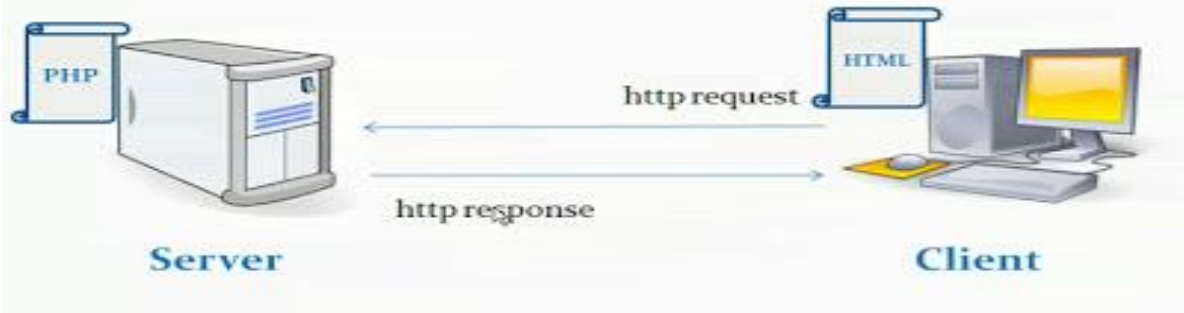 PHP
HTML
http request
http response
Server
Client